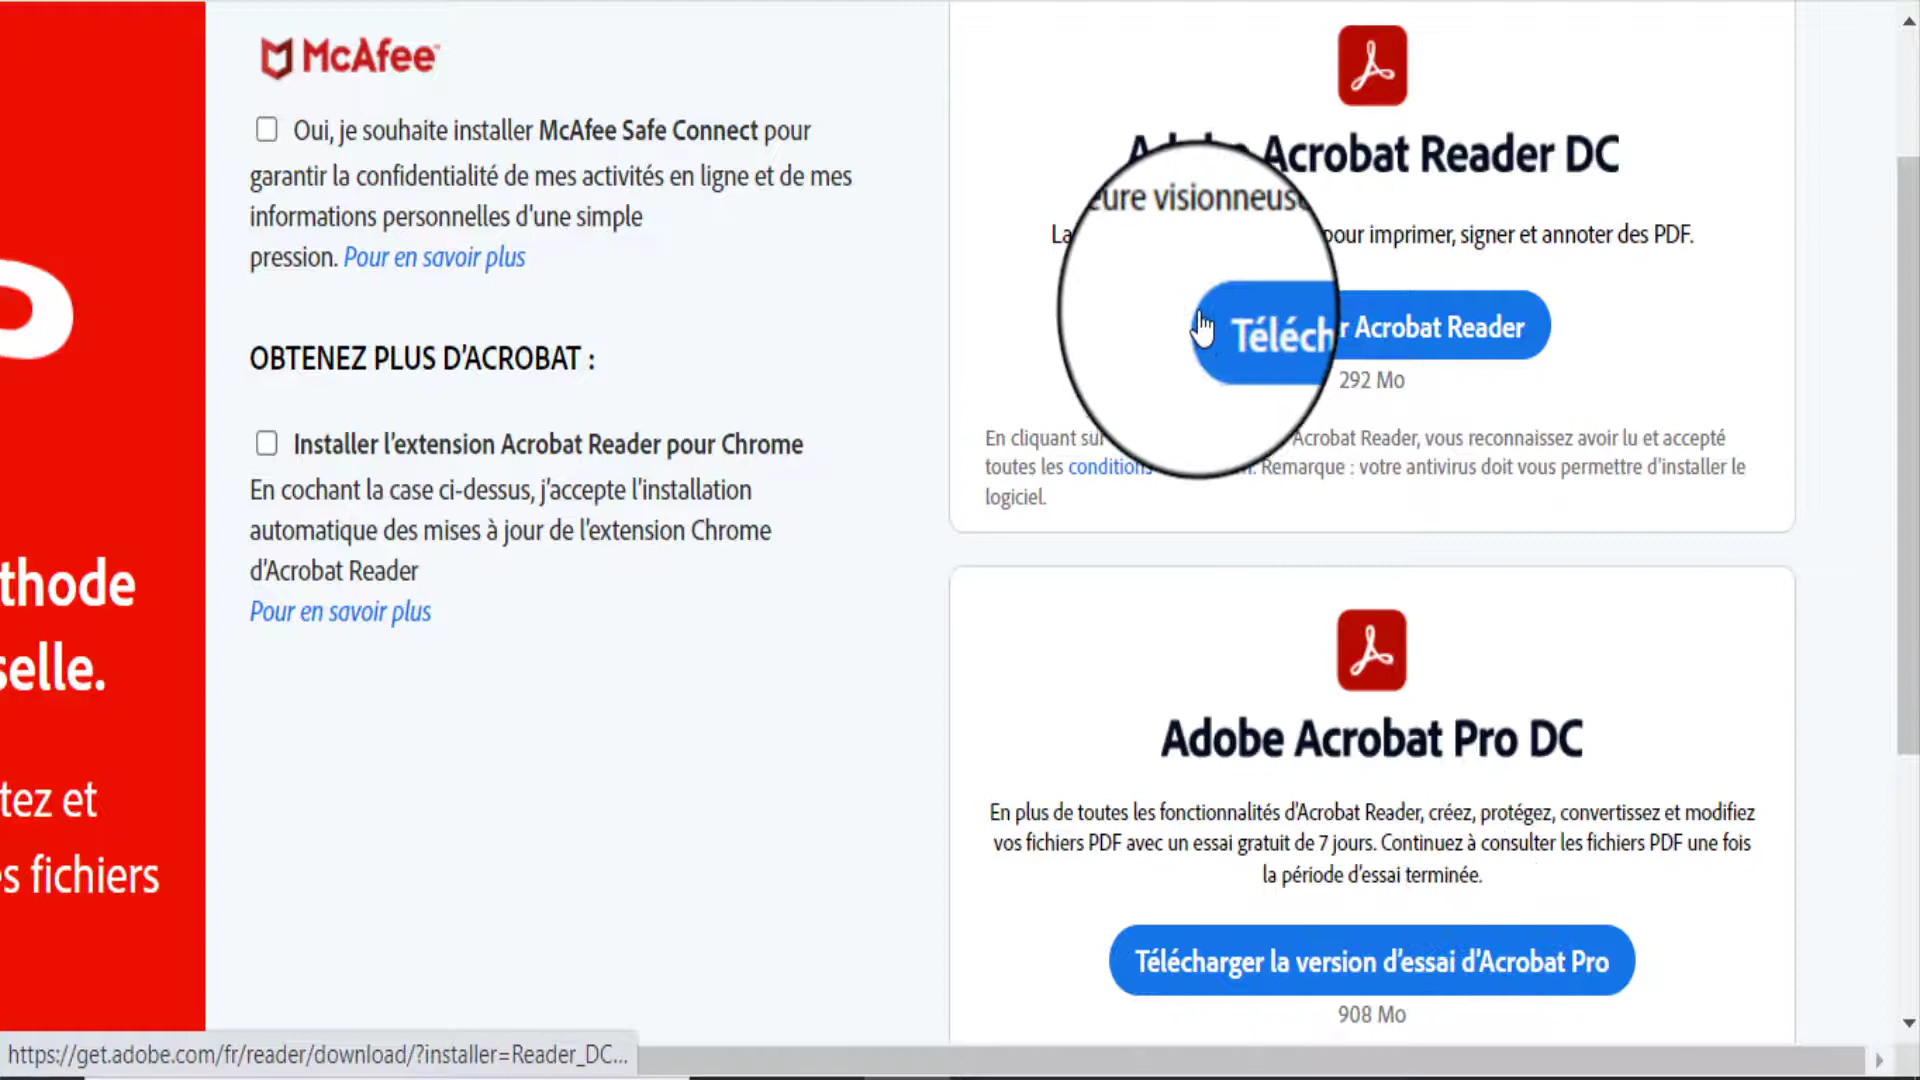 McAfee
Oui, je souhaite installer McAfee Safe Connect pour
garantir la confidentialité de mes activités en ligne et de mes
informations personnelles d'une simple
pression. Pour en savoir plus
OBTENEZ PLUS D'ACROBAT :
Installer l'extension Acrobat Reader pour Chrome
En cochant la case ci-dessus, j'accepte l'installation
automatique des mises à jour de l'extension Chrome
d'Acrobat Reader
Pour en savoir plus
thode
selle.
tez et
s fichiers
Acrobat Reader DC
visionneuse
La pour imprimer, signer et annoter des PDF.
Téléch r Acrobat Reader
292 Mo
En cliquant sur Acrobat Reader, vous reconnaissez avoir lu et accepté
toutes les conditions Remarque : votre antivirus doit vous permettre d'installer le
logiciel.
Adobe Acrobat Pro DC
En plus de toutes les fonctionnalités d'Acrobat Reader, créez, protégez, convertissez et modifiez
vos fichiers PDF avec un essai gratuit de 7 jours. Continuez à consulter les fichiers PDF une fois
la période d'essai terminée.
Télécharger la version d'essai d'Acrobat Pro
908 Mo
https://get.adobe.com/fr/reader/download/?installer=Reader_DC...